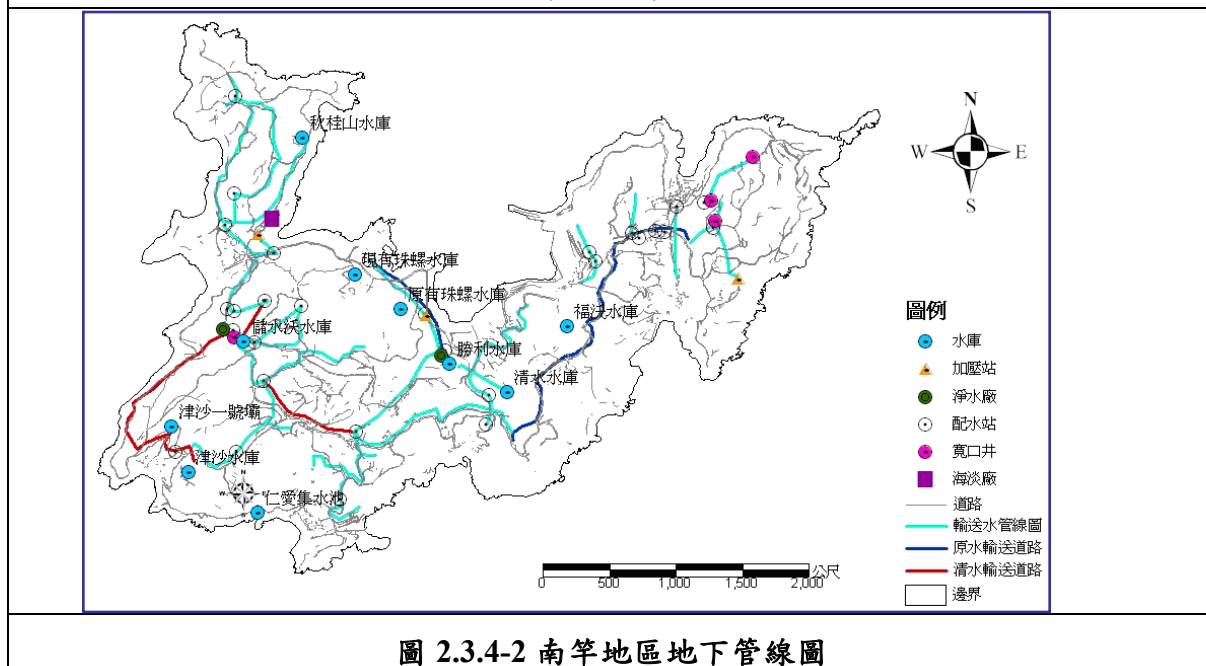 秋桂山水庫
現有珠螺水庫
原有珠螺水庫
福沃水庫
儲水沃水庫
勝利水庫
清水水庫
津沙一號壩
津沙水庫
仁愛集水池
N
W E
S
N
W E
S
圖例
水庫
加壓站
淨水廠
配水站
寬口井
海淡廠
道路
輸送水管線圖
原水輸送道路
清水輸送道路
邊界
公尺
0 500 1,000 1,500 2,000
圖 2.3.4-2 南竿地區地下管線圖